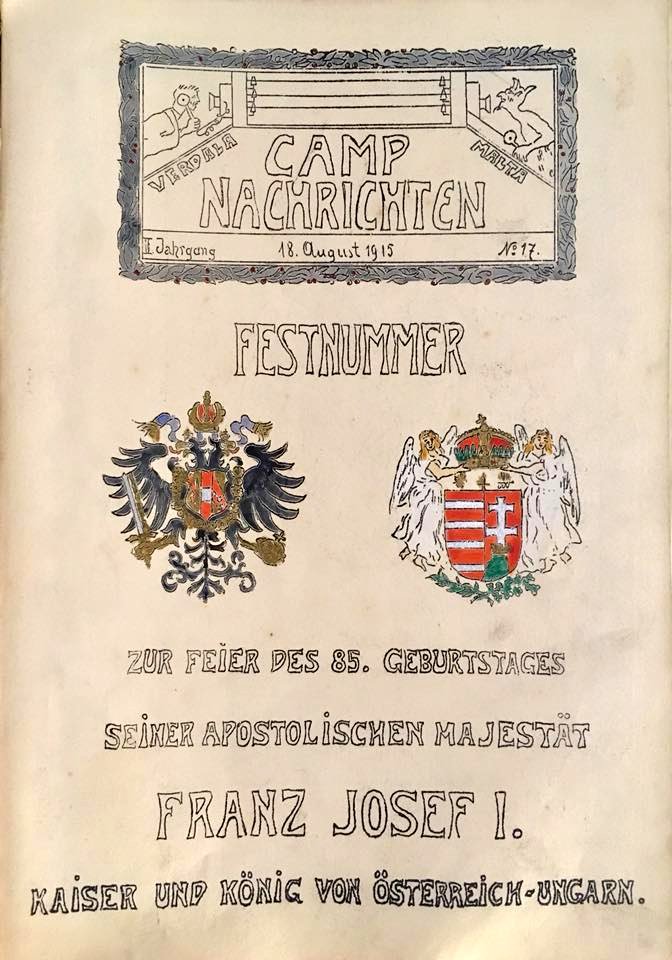 VERDALA
MALTA
CAMP
NACHRICHTEN
II. Jahrgang
18. August 1915
No 17.
FESTNUMMER
ZUR FEIER DES 85. GEBURTSTAGES
SEINER APOSTOLISCHEN MAJESTÄT
FRANZ JOSEF I.
KAISER UND KÖNIG VON ÖSTERREICH-UNGARN.